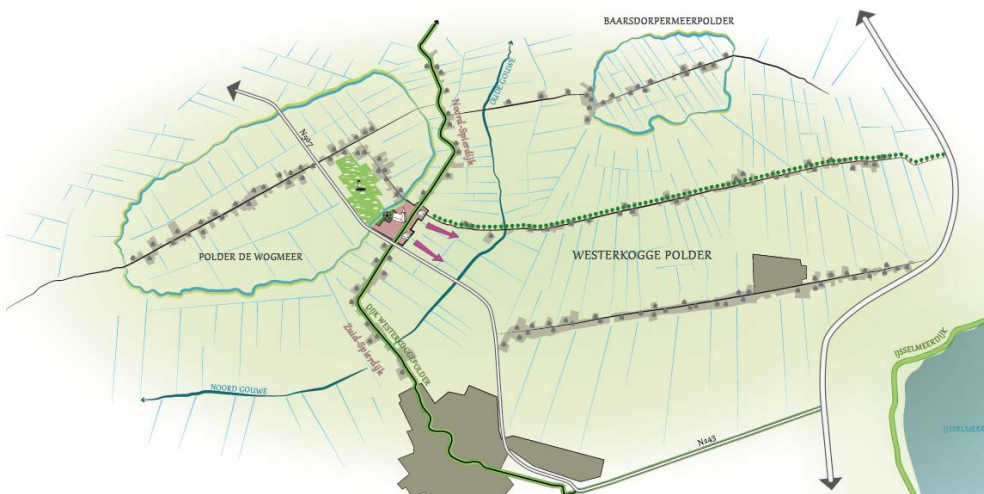 BAARSDORPERMEERPOLDER
OUDE GOUWE
Noord-Spierdijk
N507
POLDER DE WOGMEER
WESTERKOGGE POLDER
DIJK WESTERKOGGEPOLDER
Zuid-Spierdijk
IJSSELMEERDIJK
NOORD GOUWE
IJSSELMEER
N243